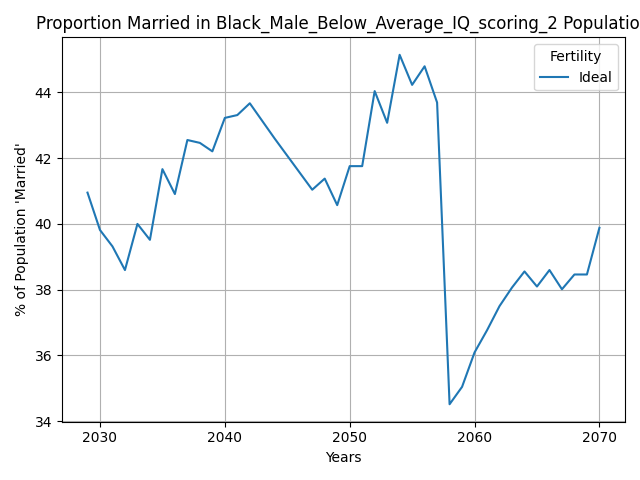 Proportion Married in Black_Male_Below_Average_IQ_scoring_2 Populatio
Fertility
Ideal
% of Population 'Married'
44
42
40
38
36
34
2030 2040 2050 2060 2070
Years